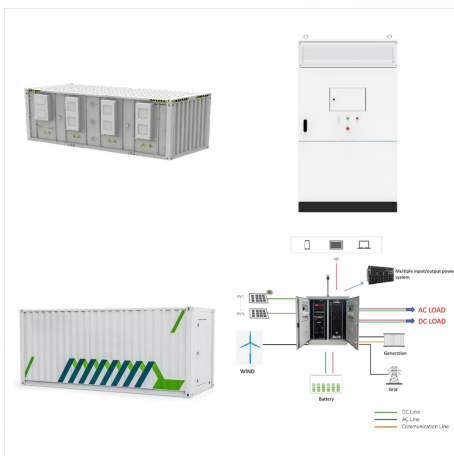 Multiple input/output power
system
PV1
PVx
AC LOAD
DC LOAD
WIND
Generation
Grid
Battery
DC Line
AC Line
Communication Line